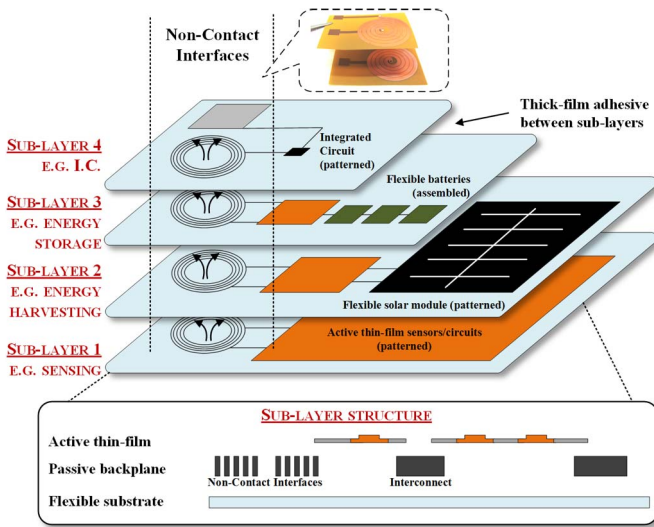 Non-Contact
Interfaces
Thick-film adhesive
between sub-layers
SUB-LAYER 4
E.G. I.C.
Integrated
Circuit
(patterned)
SUB-LAYER 3
E.G. ENERGY
STORAGE
Flexible batteries
(assembled)
SUB-LAYER 2
E.G. ENERGY
HARVESTING
Flexible solar module (patterned)
SUB-LAYER 1
E.G. SENSING
Active thin-film sensors/circuits
(patterned)
SUB-LAYER STRUCTURE
Active thin-film
Passive backplane
Non-Contact Interfaces
Interconnect
Flexible substrate